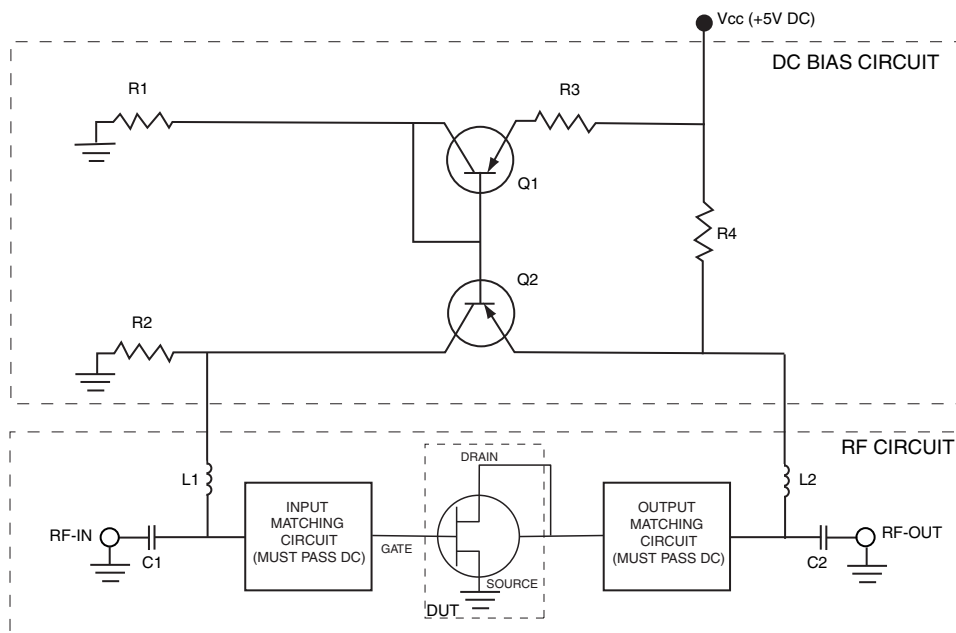 Vcc (+5V DC)
DC BIAS CIRCUIT
R1
R3
Q1
R4
Q2
R2
RF CIRCUIT
DRAIN
L1
L2
INPUT
MATCHING
CIRCUIT
(MUST PASS DC)
OUTPUT
MATCHING
CIRCUIT
(MUST PASS DC)
RF-IN
RF-OUT
GATE
C1
C2
SOURCE
DUT